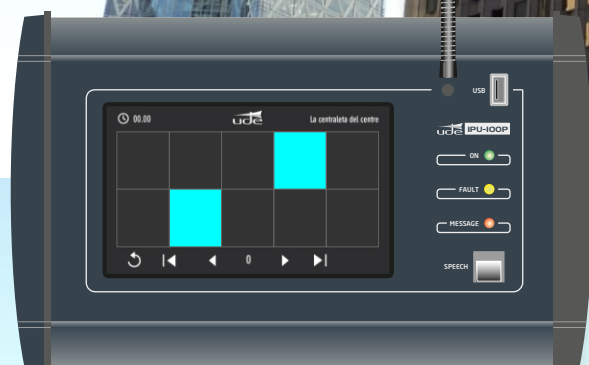 USB
00.00
ude
La centraleta del centre
ude IPU-100P
ON
FAULT
MESSAGE
0
SPEECH